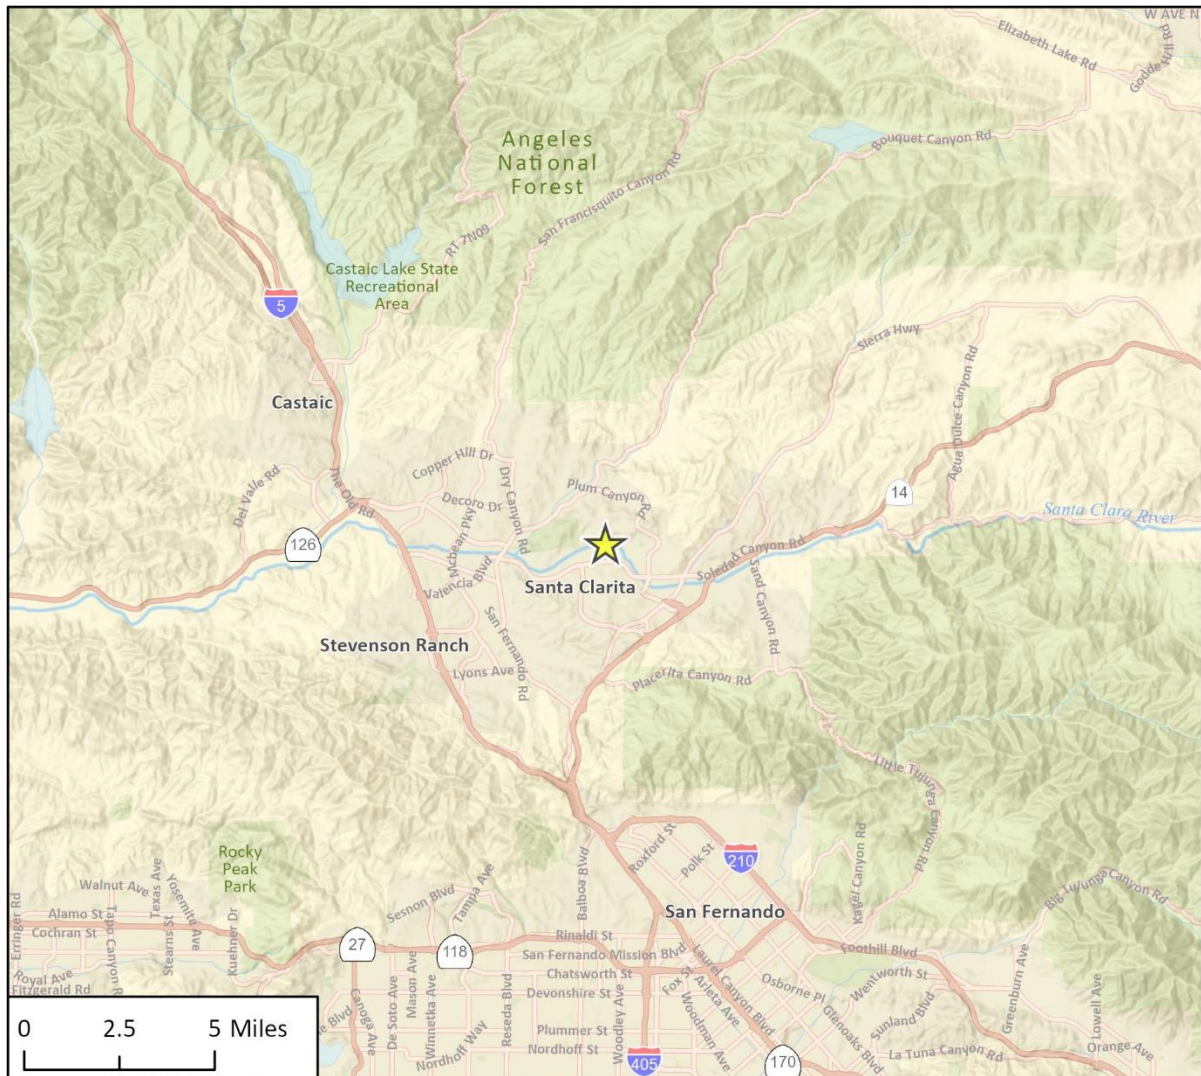 W AVE N
Elizabeth Lake Rd
Godde Hill Rd
Angeles
National
Forest
Bouquet Canyon Rd
San Francisquito Canyon Rd
RT 7N09
Castaic Lake State
Recreational
Area
5
Sierra Hwy
Agua Dulce Canyon Rd
Castaic
Copper Hill Dr
Del Valle Rd
The Old Rd
Dry Canyon Rd
Plum Canyon Rd
Decoro Dr
Mcbean Pky
14
Santa Clara River
126
Soledad Canyon Rd
Sand Canyon Rd
Valencia Blvd
Santa Clarita
San Fernando Rd
Stevenson Ranch
Lyons Ave
Placerita Canyon Rd
Little Tujunga Canyon Rd
Rocky
Peak
Park
Roxford St
Polk St
210
Kagel Canyon Rd
Balboa Blvd
Walnut Ave
Texas Ave
Yosemite Ave
Sesnon Blvd
Tampa Ave
Big Tujunga Canyon Rd
San Fernando
Erringer Rd
Alamo St
Cochran St
Tapo Canyon R
Stearns St
Kuehner Dr
27
118
Rinaldi St
San Fernando Mission Blvd
Laurel Canyon Blvd
Foothill Blvd
Royal Ave
Fitzgerald Rd
Chatsworth St
Devonshire St
Fox St
Arleta Ave
Osborne Pl
Wentworth St
Greenburn Ave
Lowell Ave
Canoga Ave
De Soto Ave
Mason Ave
Winnetka Ave
Reseda Blvd
Woodley Ave
Woodman Ave
Glenoaks Blvd
Sunland Blvd
Orange Ave
le Blvd
Nordhoff Way
Plummer St
Nordhoff St
405
170
La Tuna Canyon Rd
0 2.5 5 Miles